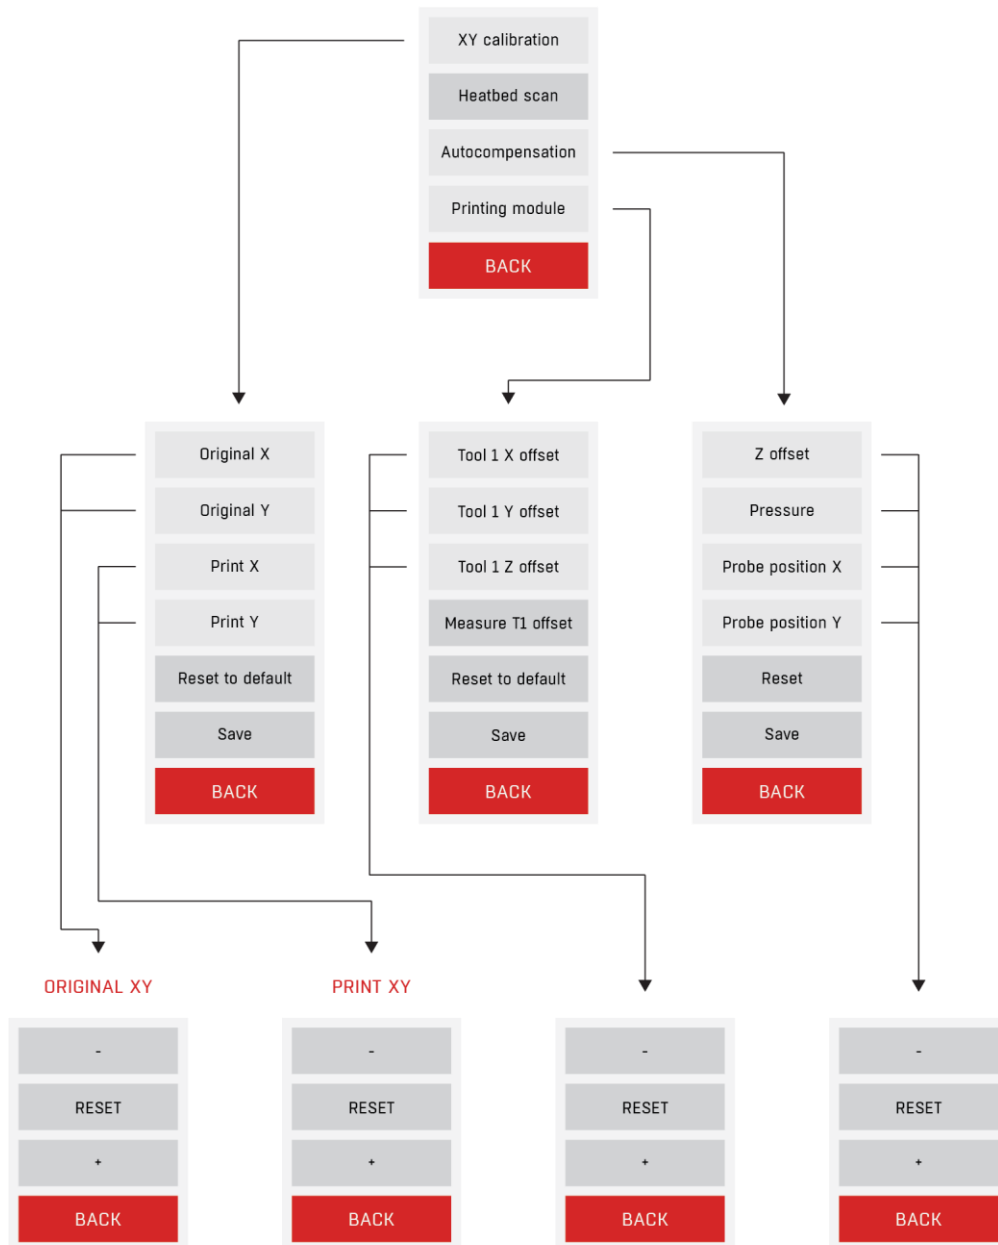 XY calibration
Heatbed scan
Autocompensation
Printing module
BACK
Original X
Original Y
Print X
Print Y
Reset to default
Save
BACK
Tool 1 X offset
Tool 1 Y offset
Tool 1 Z offset
Measure T1 offset
Reset to default
Save
BACK
Z offset
Pressure
Probe position X
Probe position Y
Reset
Save
BACK
ORIGINAL XY
-
RESET
+
BACK
PRINT XY
-
RESET
+
BACK
-
RESET
+
BACK
-
RESET
+
BACK